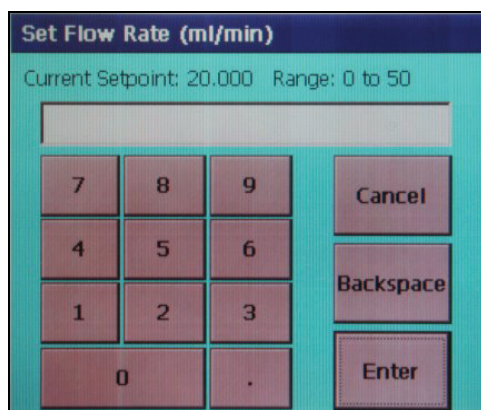 Set Flow Rate (ml/min)
Current Setpoint: 20.000 Range: 0 to 50
7 8 9 Cancel
4 5 6
Backspace
1 2 3
0 . Enter